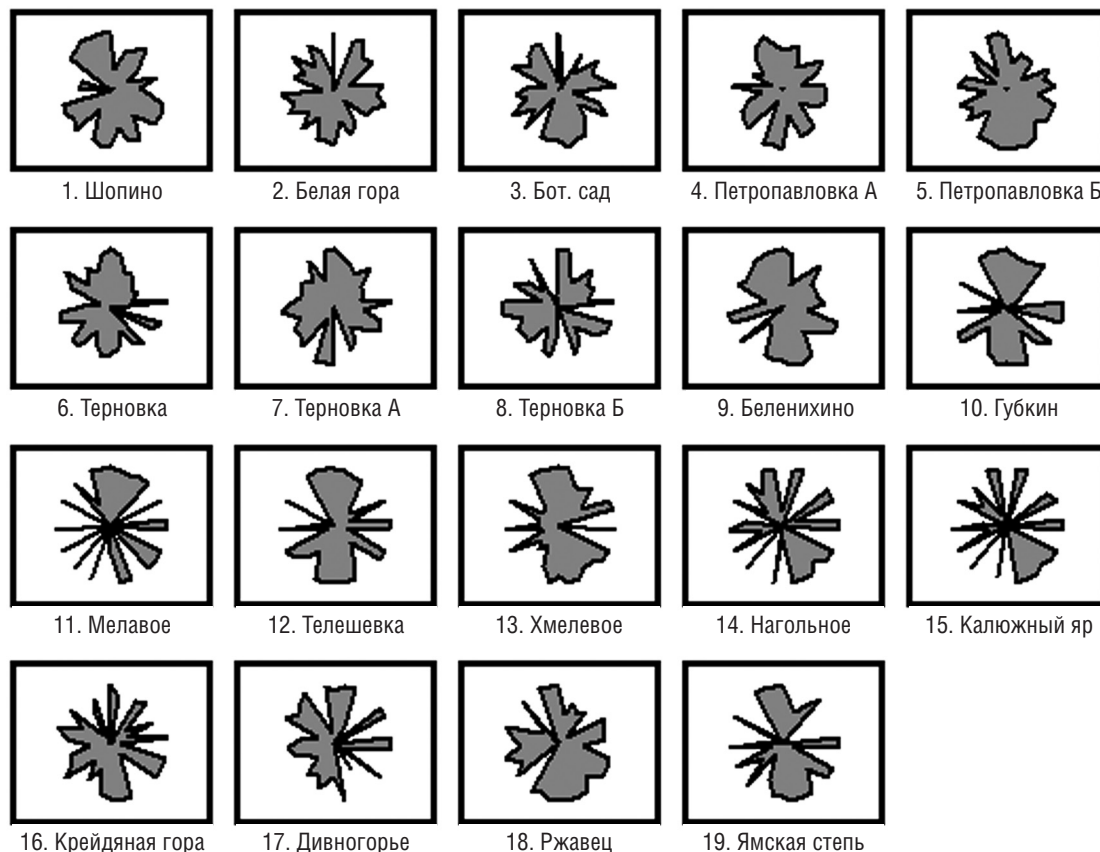 1. Шопино
2. Белая гора
3. Бот. сад
4. Петропавловка А
5. Петропавловка Б
6. Терновка
7. Терновка А
8. Терновка Б
9. Беленихино
10. Губкин
11. Мелавое
12. Телешевка
13. Хмелевое
14. Нагольное
15. Калюжный яр
16. Крейдяная гора
17. Дивногорье
18. Ржавец
19. Ямская степь